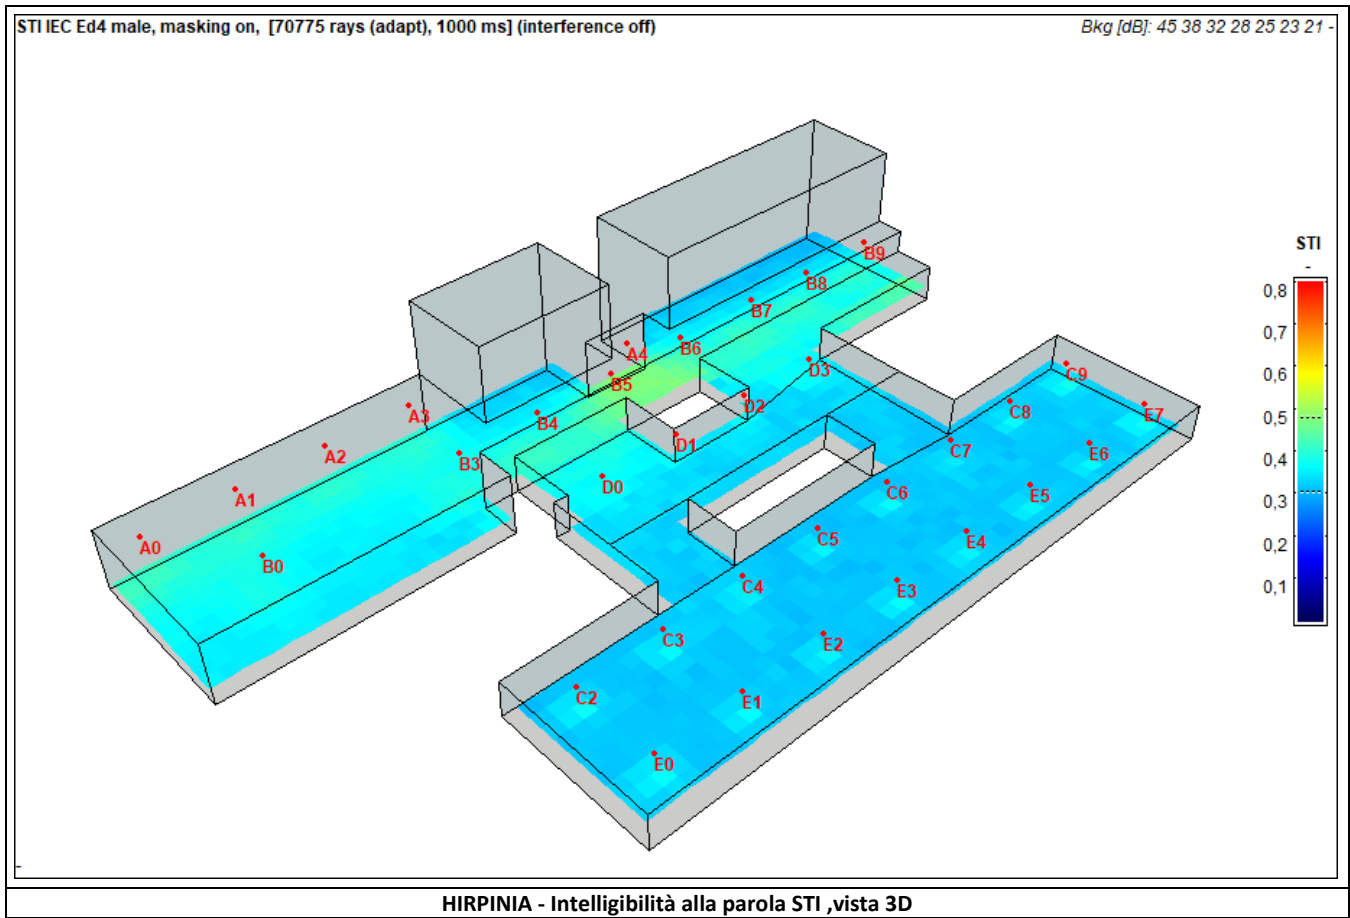 STI IEC Ed4 male, masking on, [70775 rays (adapt), 1000 ms] (interference off)
Bkg [dB]: 45 38 32 28 25 23 21 -
STI
-
0,8
0,7
0,6
0,5
0,4
0,3
0,2
0,1
B9
B8
B7
A4
B6
B5
D3
C9
A3
B4
D2
C8
E7
A2
B3
D1
C7
E6
A1
D0
C6
E5
A0
B0
C5
E4
C4
E3
C3
E2
C2
E1
E0
-
HIRPINIA - Intelligibilità alla parola STI ,vista 3D